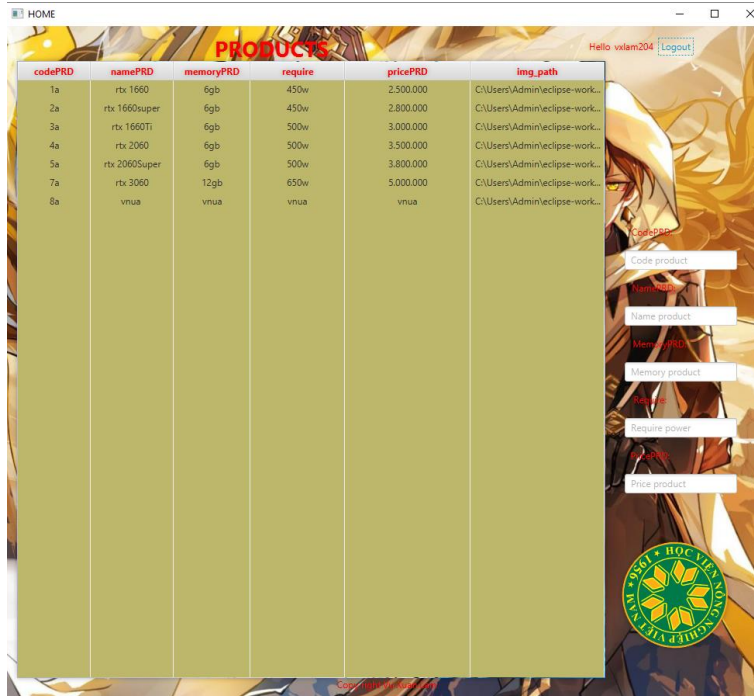 HOME
PRODUCTS
Hello vxlam204 Logout
codePRD namePRD memoryPRD require pricePRD img_path
1a rtx 1660 6gb 450w 2.500.000 C:\Users\Admin\eclipse-work...
2a rtx 1660super 6gb 450w 2.800.000 C:\Users\Admin\eclipse-work...
3a rtx 1660Ti 6gb 500w 3.000.000 C:\Users\Admin\eclipse-work...
4a rtx 2060 6gb 500w 3.500.000 C:\Users\Admin\eclipse-work...
5a rtx 2060Super 6gb 500w 3.800.000 C:\Users\Admin\eclipse-work...
7a rtx 3060 12gb 650w 5.000.000 C:\Users\Admin\eclipse-work...
8a vnua vnua vnua vnua C:\Users\Admin\eclipse-work...
CodePRD:
Code product
NamePRD:
Name product
MemoryPRD:
Memory product
Require:
Require power
PricePRD:
Price product
HỌC VIỆN NÔNG NGHIỆP VIỆT NAM * 1956 *